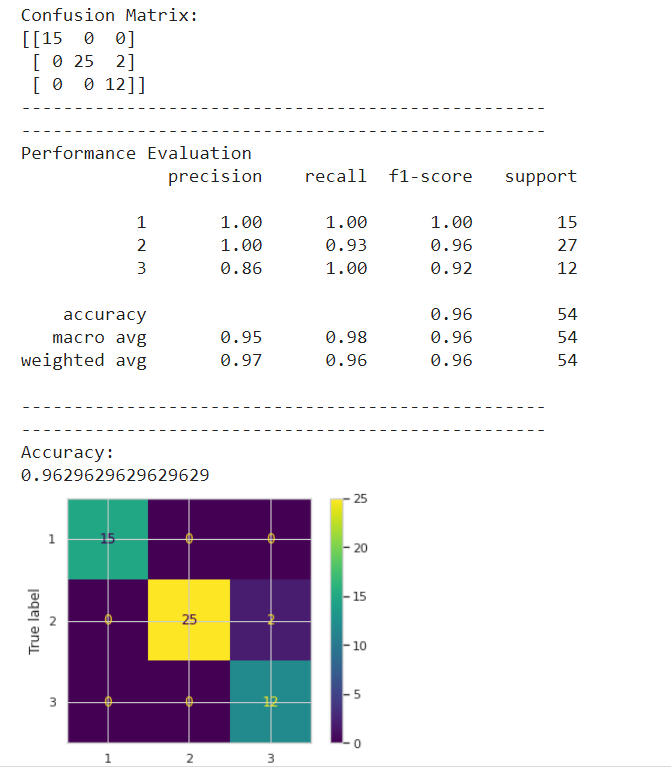 Confusion Matrix:
[[15  0  0]
 [ 0 25  2]
 [ 0  0 12]]
--------------------------------------------------
--------------------------------------------------
Performance Evaluation
              precision    recall  f1-score   support

           1       1.00      1.00      1.00        15
           2       1.00      0.93      0.96        27
           3       0.86      1.00      0.92        12

    accuracy                           0.96        54
   macro avg       0.95      0.98      0.96        54
weighted avg       0.97      0.96      0.96        54

--------------------------------------------------
--------------------------------------------------
Accuracy:
0.9629629629629629
True label
1 15 0 0
2 0 25 2
3 0 0 12
1 2 3
25
20
15
10
5
0